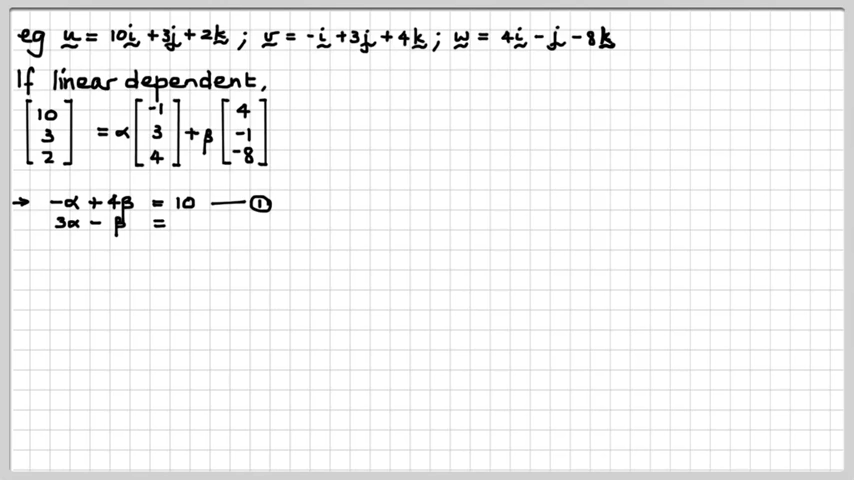 eg u = 10i + 3j + 2k ; v = -i + 3j + 4k ; w = 4i - j - 8k
If linear dependent,
[10 3 2] = α[-1 3 4] + β[4 -1 -8]
→ -α + 4β = 10 —— ①
3α - β =